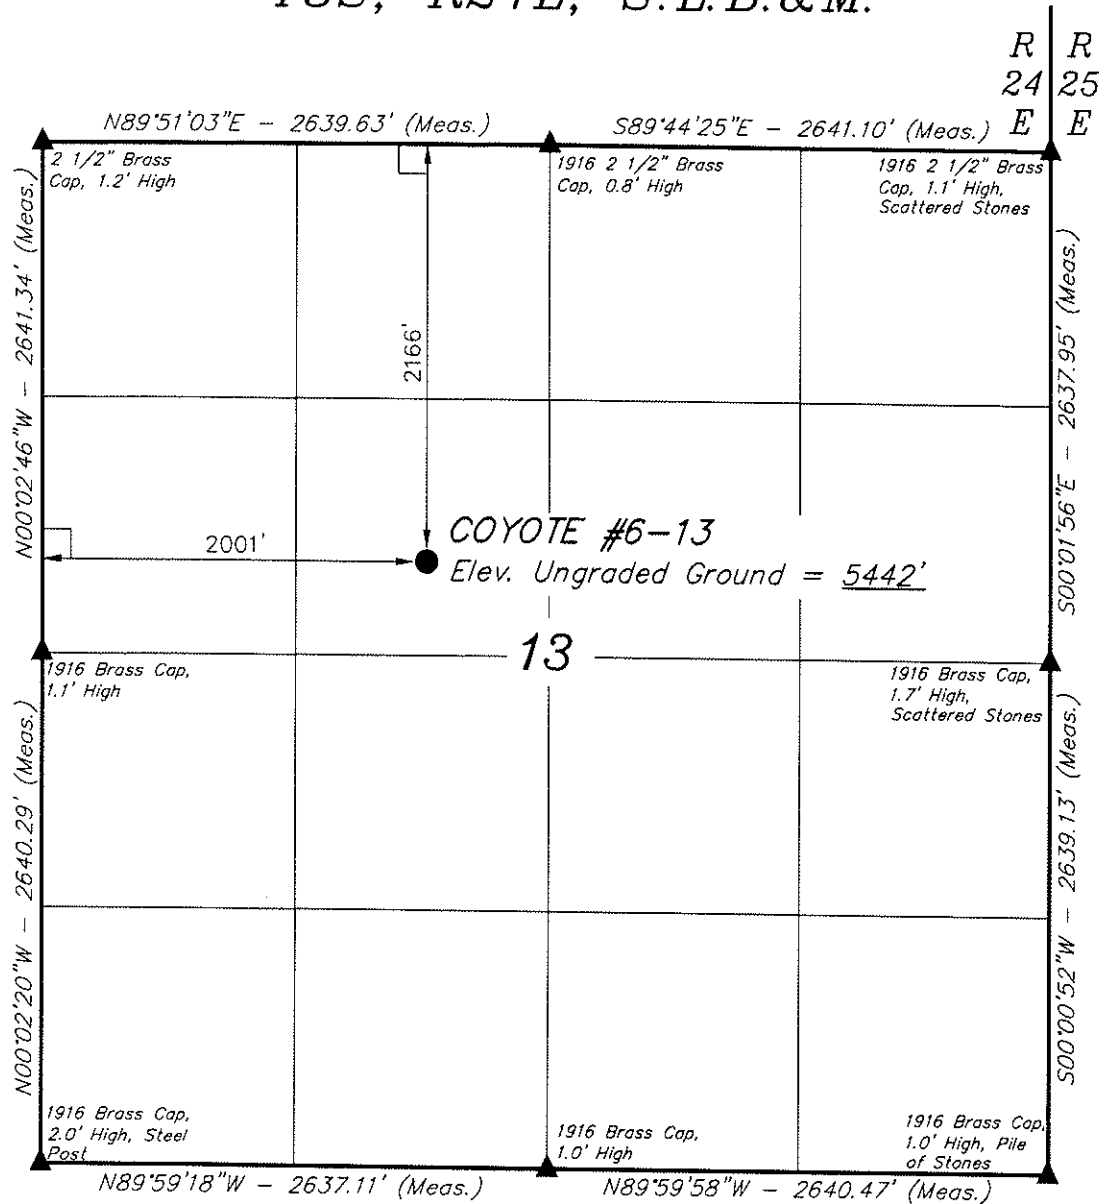 R24E, S.L.B.&M.
R R
24 25
E E
N89°51'03"E - 2639.63' (Meas.)
S89°44'25"E - 2641.10' (Meas.)
2 1/2" Brass
Cap, 1.2' High
1916 2 1/2" Brass
Cap, 0.8' High
1916 2 1/2" Brass
Cap, 1.1' High,
Scattered Stones
N00°02'46"W - 2641.34' (Meas.)
S00°01'56"E - 2637.95' (Meas.)
2166'
2001'
COYOTE #6-13
Elev. Ungraded Ground = 5442'
13
1916 Brass Cap,
1.1' High
1916 Brass Cap,
1.7' High,
Scattered Stones
N00°02'20"W - 2640.29' (Meas.)
S00°00'52"W - 2639.13' (Meas.)
1916 Brass Cap,
2.0' High, Steel
Post
1916 Brass Cap,
1.0' High
1916 Brass Cap,
1.0' High, Pile
of Stones
N89°59'18"W - 2637.11' (Meas.)
N89°59'58"W - 2640.47' (Meas.)